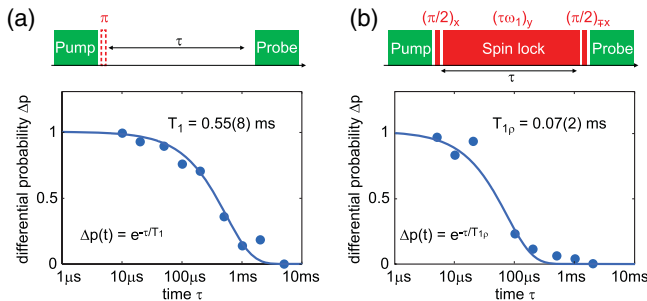 (a)
π
Pump
τ
Probe
differential probability Δp
1
0.5
0
T₁ = 0.55(8) ms
Δp(t) = e^-τ/T₁
1μs 10μs 100μs 1ms 10ms
time τ
(b)
(π/2)ₓ (τω₁)ᵧ (π/2)∓ₓ
Pump Spin lock Probe
τ
differential probability Δp
1
0.5
0
T₁ρ = 0.07(2) ms
Δp(t) = e^-τ/T₁ρ
1μs 10μs 100μs 1ms 10ms
time τ